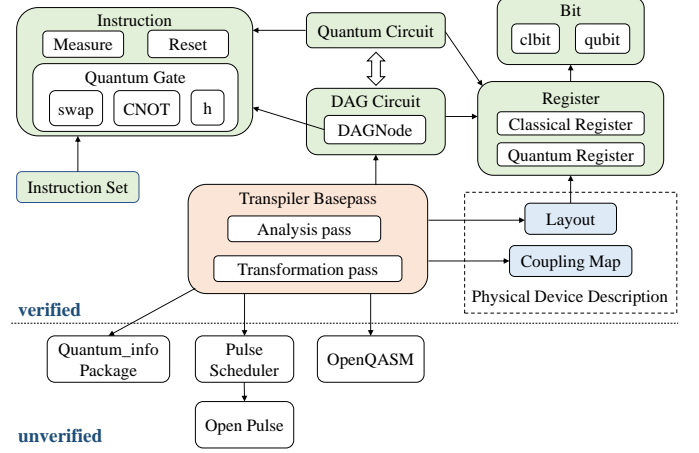 Instruction
Measure
Reset
Quantum Gate
swap
CNOT
h
Instruction Set
Quantum Circuit
DAG Circuit
DAGNode
Bit
clbit
qubit
Register
Classical Register
Quantum Register
Transpiler Basepass
Analysis pass
Transformation pass
Layout
Coupling Map
Physical Device Description
verified
Quantum_info
Package
Pulse
Scheduler
OpenQASM
Open Pulse
unverified